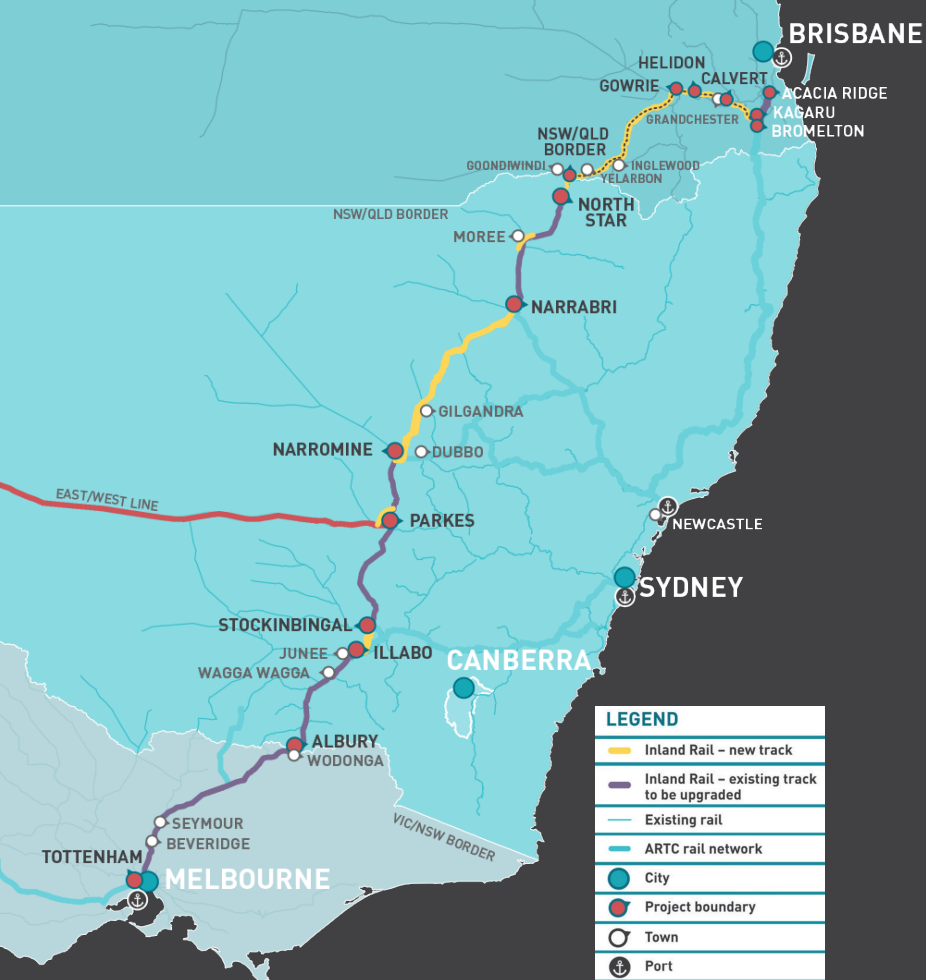 BRISBANE
HELIDON
GOWRIE
CALVERT
ACACIA RIDGE
KAGARU
GRANDCHESTER
BROMELTON
NSW/QLD
BORDER
GOONDIWINDI
INGLEWOOD
YELARBON
NORTH
STAR
NSW/QLD BORDER
MOREE
NARRABRI
GILGANDRA
NARROMINE
DUBBO
EAST/WEST LINE
PARKES
NEWCASTLE
SYDNEY
STOCKINBINGAL
JUNEE
ILLABO
CANBERRA
WAGGA WAGGA
ALBURY
WODONGA
SEYMOUR
VIC/NSW BORDER
BEVERIDGE
TOTTENHAM
MELBOURNE
LEGEND
Inland Rail – new track
Inland Rail – existing track
to be upgraded
Existing rail
ARTC rail network
City
Project boundary
Town
Port